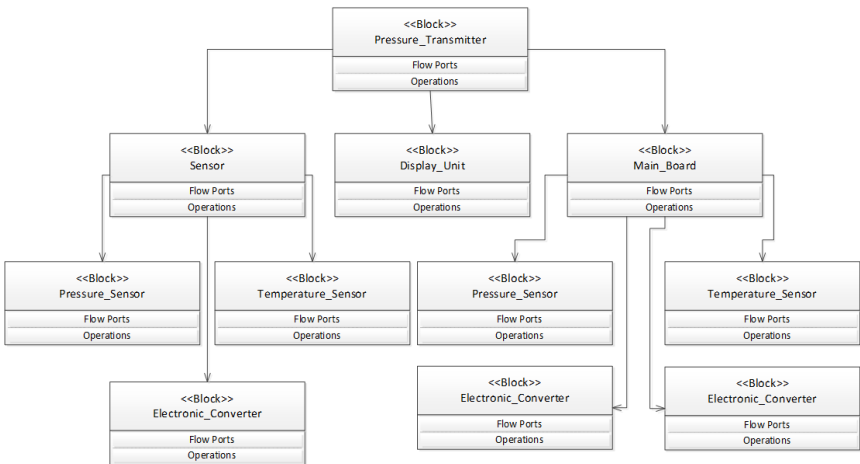 <<Block>>
Pressure_Transmitter
Flow Ports
Operations
<<Block>>
Sensor
Flow Ports
Operations
<<Block>>
Display_Unit
Flow Ports
Operations
<<Block>>
Main_Board
Flow Ports
Operations
<<Block>>
Pressure_Sensor
Flow Ports
Operations
<<Block>>
Temperature_Sensor
Flow Ports
Operations
<<Block>>
Pressure_Sensor
Flow Ports
Operations
<<Block>>
Temperature_Sensor
Flow Ports
Operations
<<Block>>
Electronic_Converter
Flow Ports
Operations
<<Block>>
Electronic_Converter
Flow Ports
Operations
<<Block>>
Electronic_Converter
Flow Ports
Operations